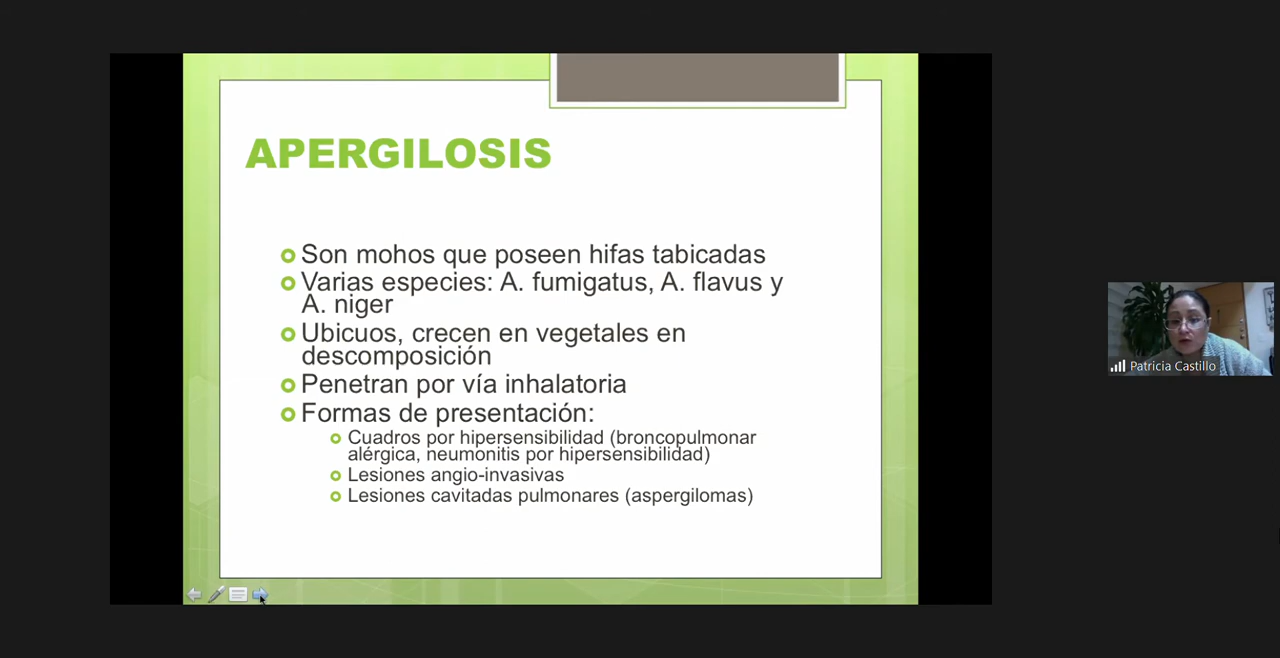 APERGILOSIS
Son mohos que poseen hifas tabicadas
Varias especies: A. fumigatus, A. flavus y
A. niger
Ubicuos, crecen en vegetales en
descomposición
Penetran por vía inhalatoria
Formas de presentación:
Cuadros por hipersensibilidad (broncopulmonar
alérgica, neumonitis por hipersensibilidad)
Lesiones angio-invasivas
Lesiones cavitadas pulmonares (aspergilomas)
Patricia Castillo